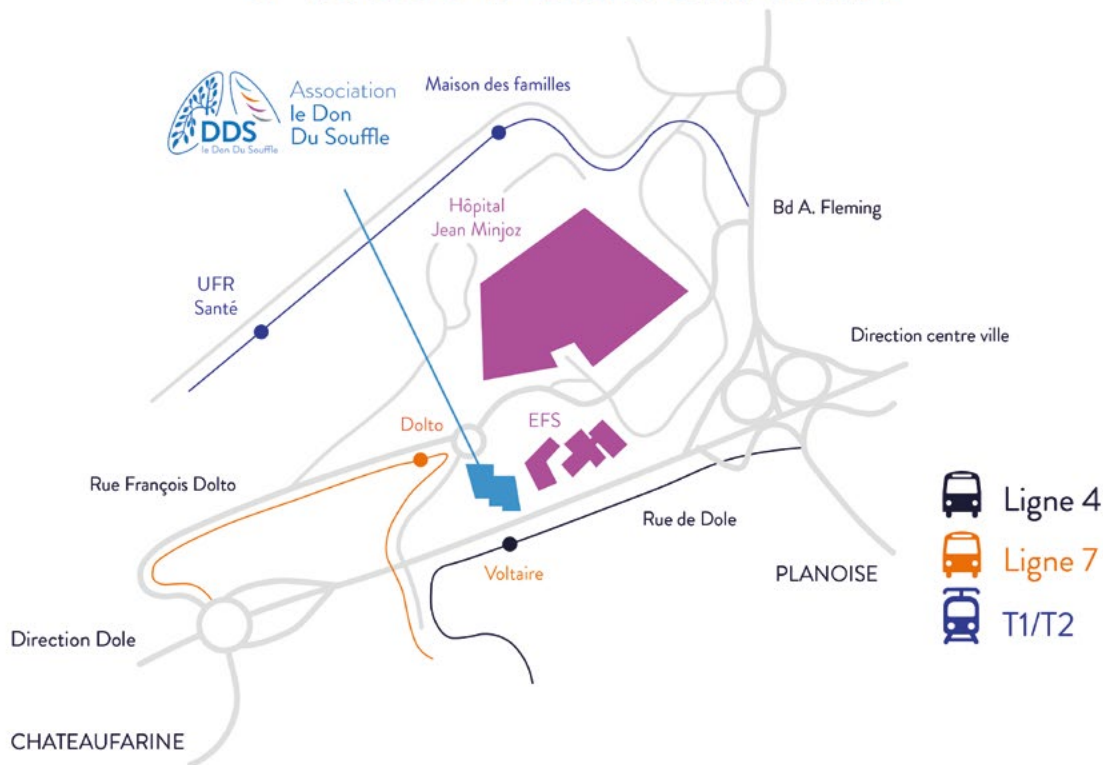 Maison des familles
Association
le Don
Du Souffle
DDS
le Don Du Souffle
Hôpital
Jean Minjoz
Bd A. Fleming
UFR
Santé
Direction centre ville
Dolto
EFS
Rue François Dolto
Rue de Dole
Ligne 4
Voltaire
PLANOISE
Ligne 7
T1/T2
Direction Dole
CHATEAUFARINE